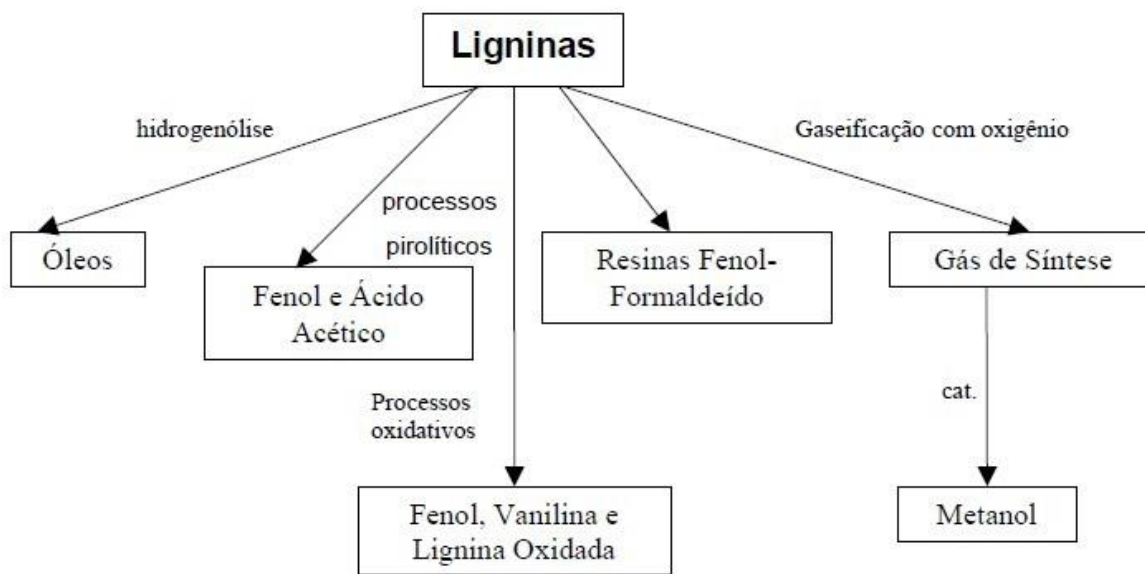 Ligninas
hidrogenólise
Gaseificação com oxigênio
processos
pirolíticos
Óleos
Fenol e Ácido
Acético
Resinas Fenol-
Formaldeído
Gás de Síntese
Processos
oxidativos
cat.
Fenol, Vanilina e
Lignina Oxidada
Metanol